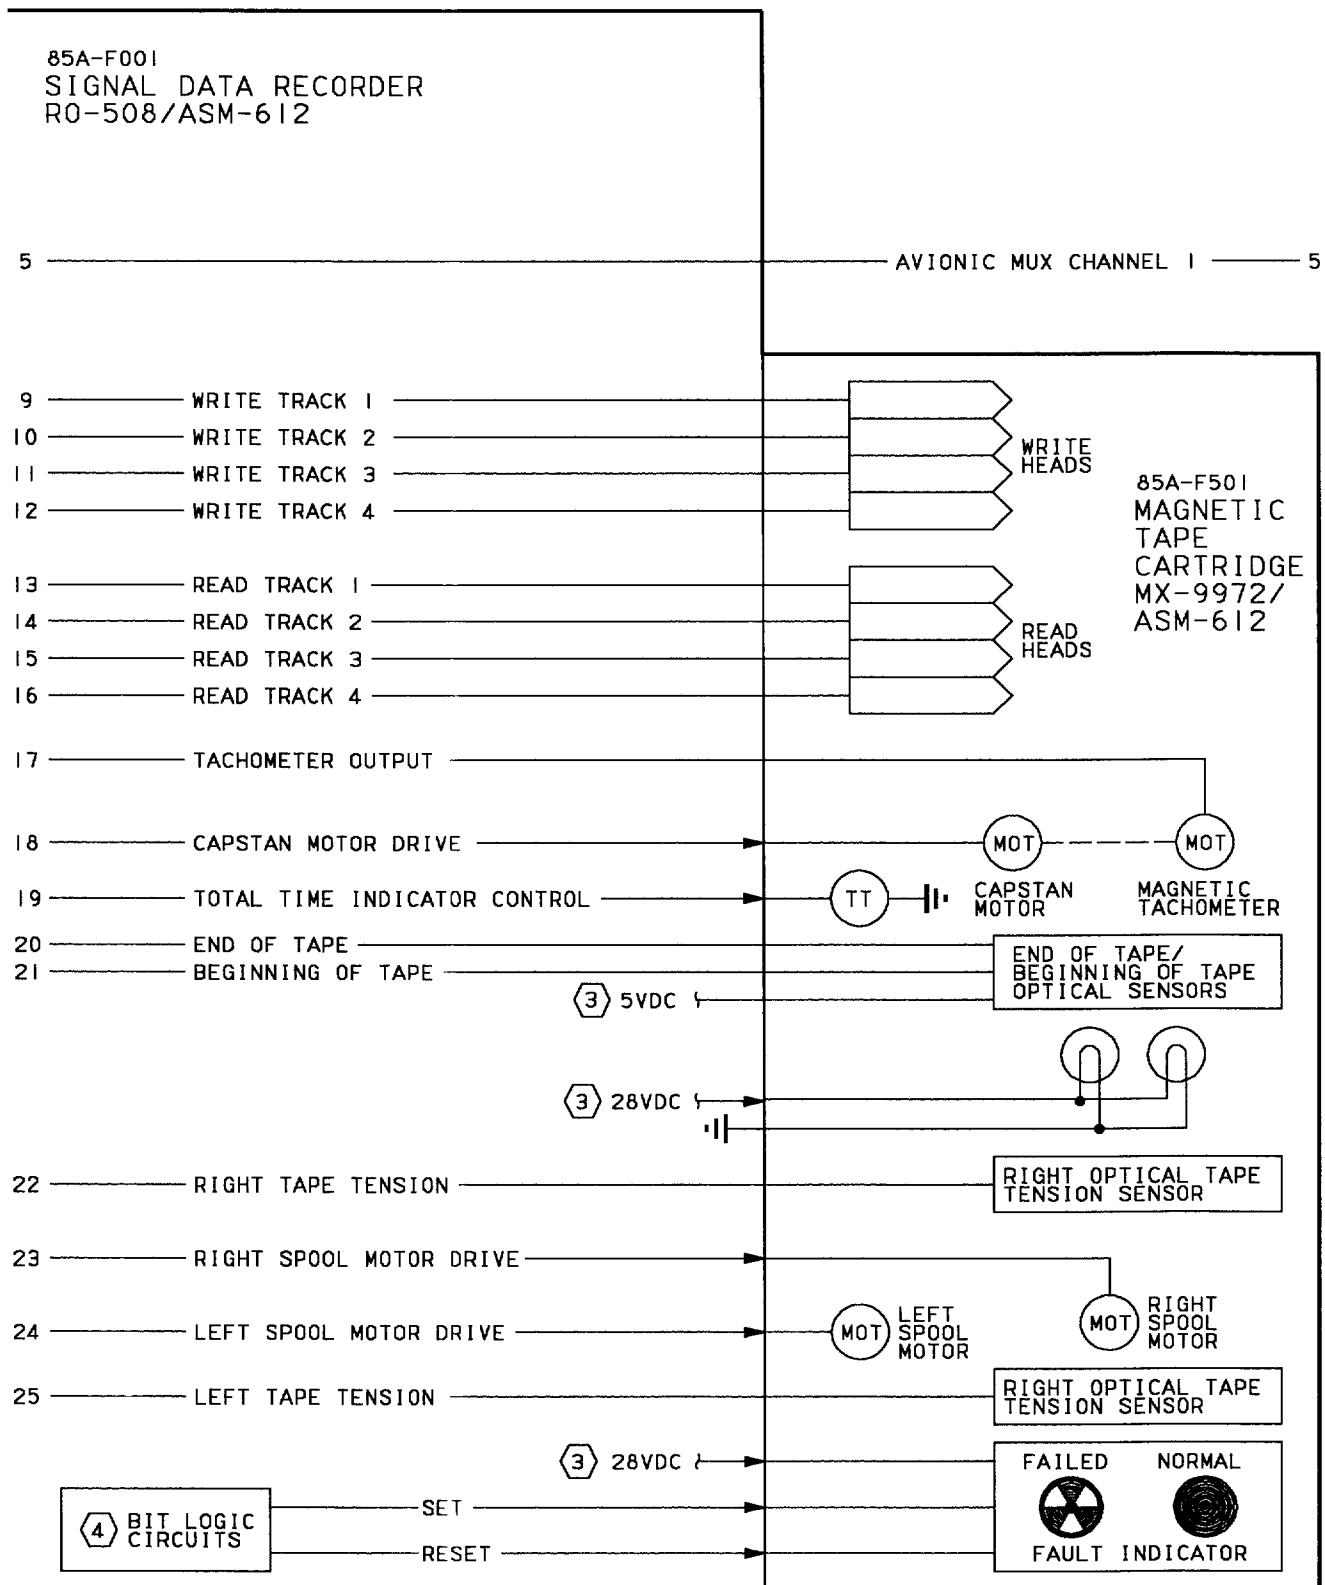 85A-F001
SIGNAL DATA RECORDER
RO-508/ASM-612
5 AVIONIC MUX CHANNEL 1 5
9 WRITE TRACK 1
10 WRITE TRACK 2
11 WRITE TRACK 3
12 WRITE TRACK 4
WRITE
HEADS
85A-F501
MAGNETIC
TAPE
CARTRIDGE
MX-9972/
ASM-612
13 READ TRACK 1
14 READ TRACK 2
15 READ TRACK 3
16 READ TRACK 4
READ
HEADS
17 TACHOMETER OUTPUT
18 CAPSTAN MOTOR DRIVE
MOT
MOT
CAPSTAN
MOTOR
MAGNETIC
TACHOMETER
19 TOTAL TIME INDICATOR CONTROL
TT
20 END OF TAPE
21 BEGINNING OF TAPE
3 5VDC
END OF TAPE/
BEGINNING OF TAPE
OPTICAL SENSORS
3 28VDC
22 RIGHT TAPE TENSION
RIGHT OPTICAL TAPE
TENSION SENSOR
23 RIGHT SPOOL MOTOR DRIVE
MOT
RIGHT
SPOOL
MOTOR
24 LEFT SPOOL MOTOR DRIVE
MOT
LEFT
SPOOL
MOTOR
25 LEFT TAPE TENSION
RIGHT OPTICAL TAPE
TENSION SENSOR
3 28VDC
4 BIT LOGIC
CIRCUITS
SET
RESET
FAILED NORMAL
FAULT INDICATOR